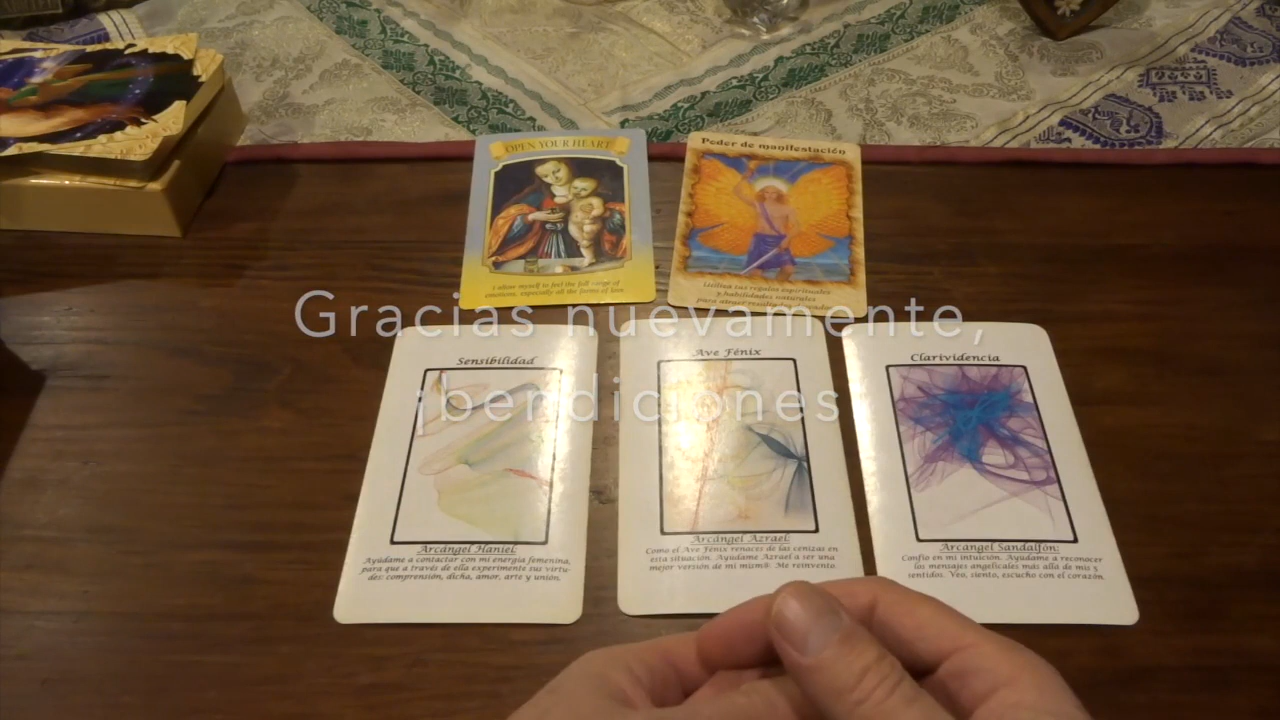 OPEN YOUR HEART
I allow myself to feel the full range of
emotions, especially all the forms of love
Poder de manifestación
Utiliza tus regalos espirituales
y habilidades naturales
para atraer
Gracias nuevamente,
¡bendiciones
Sensibilidad
Arcángel Haniel:
Ayúdame a contactar con mi energía femenina,
para que a través de ella experimente sus virtu-
des: comprensión, dicha, amor, arte y unión.
Ave Fénix
Arcángel Azrael:
Como el Ave Fénix renaces de las cenizas en
esta situación. Ayúdame Azrael a ser una
mejor versión de mi mism@. Me reinvento.
Clarividencia
Arcángel Sandalfón:
Confío en mi intuición. Ayúdame a reconocer
los mensajes angelicales más allá de mis 5
sentidos. Veo, siento, escucho con el corazón.